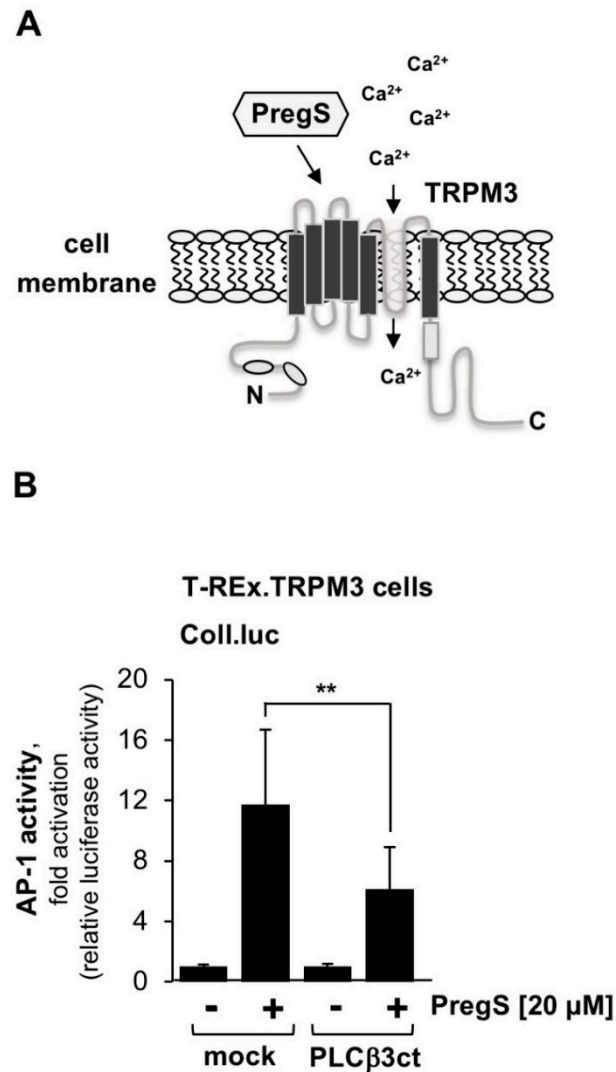 A
Ca²⁺
PregS
Ca²⁺
Ca²⁺
Ca²⁺
TRPM3
cell
membrane
Ca²⁺
N
C
B
T-REx.TRPM3 cells
Coll.luc
AP-1 activity,
fold activation
(relative luciferase activity)
20
16
12
8
4
0
**
- + - + PregS [20 µM]
mock PLCβ3ct